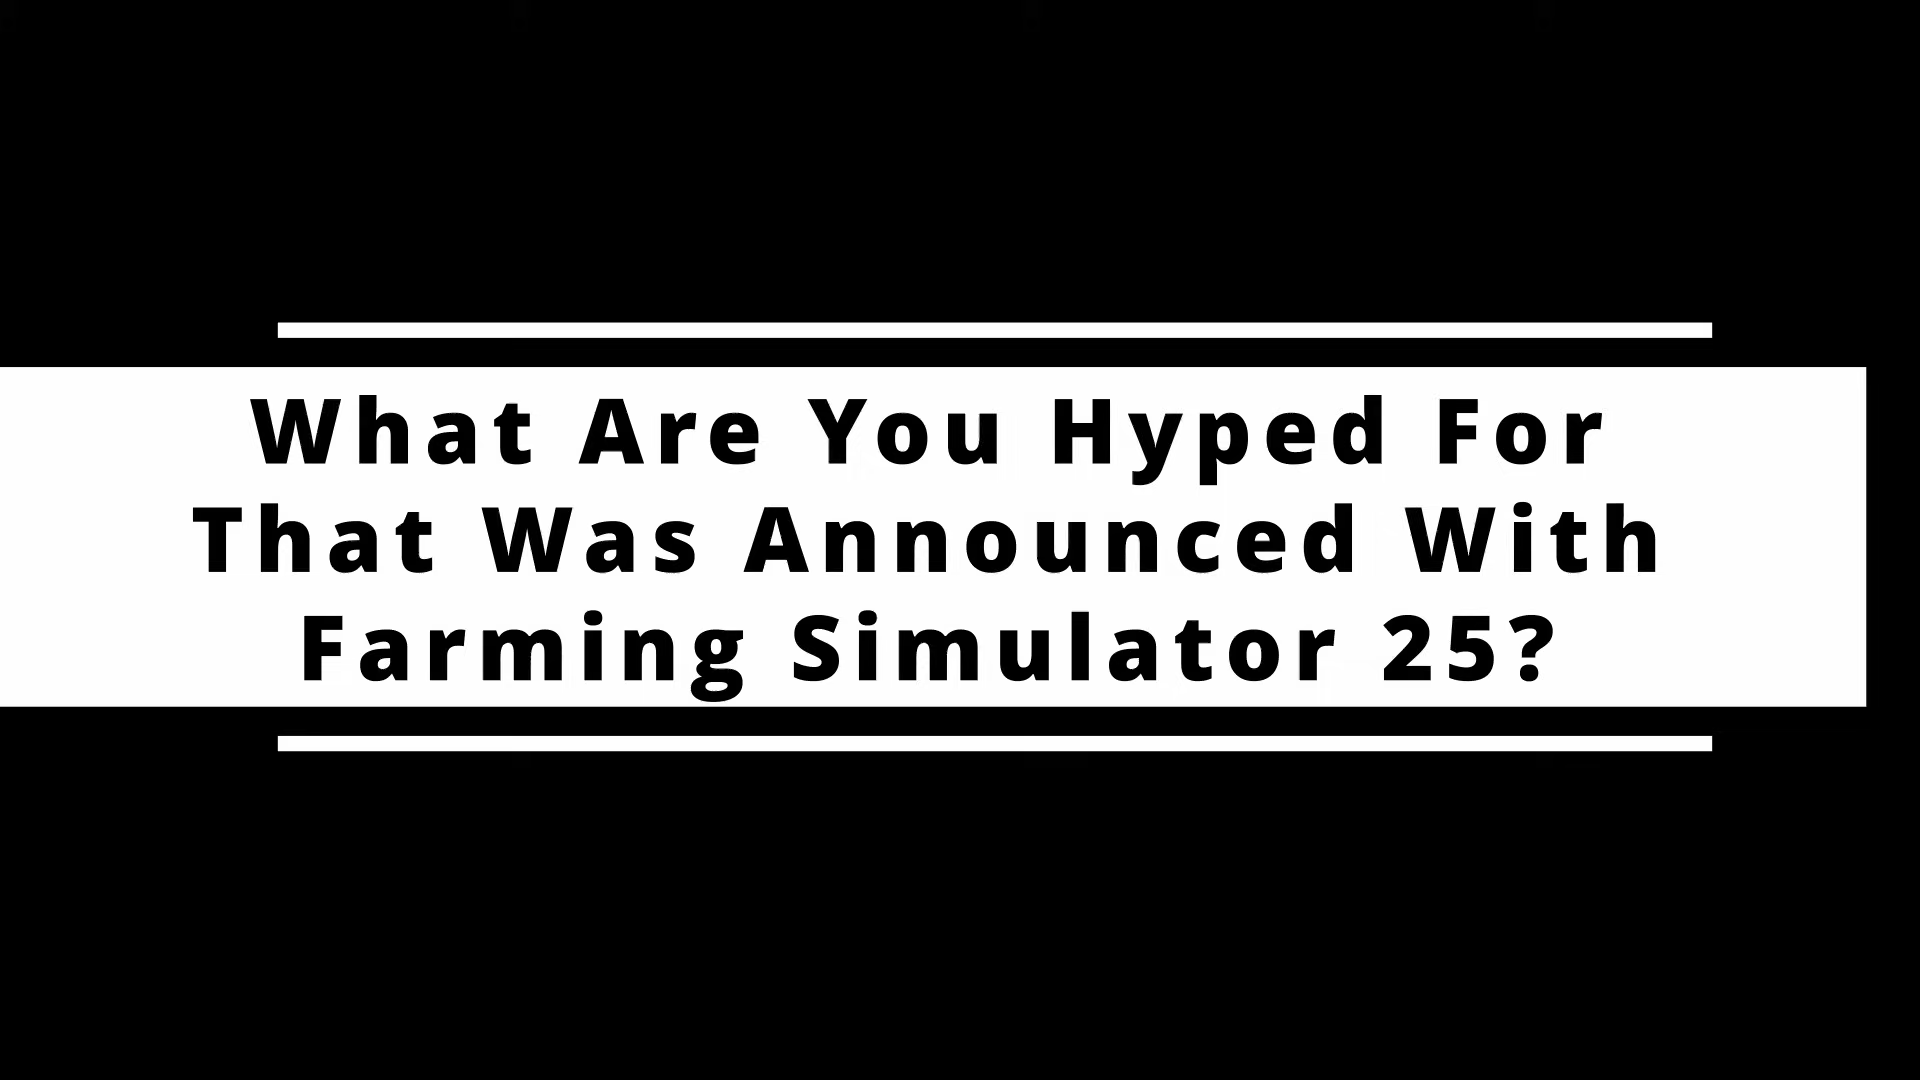 What Are You Hyped For
That Was Announced With
Farming Simulator 25?